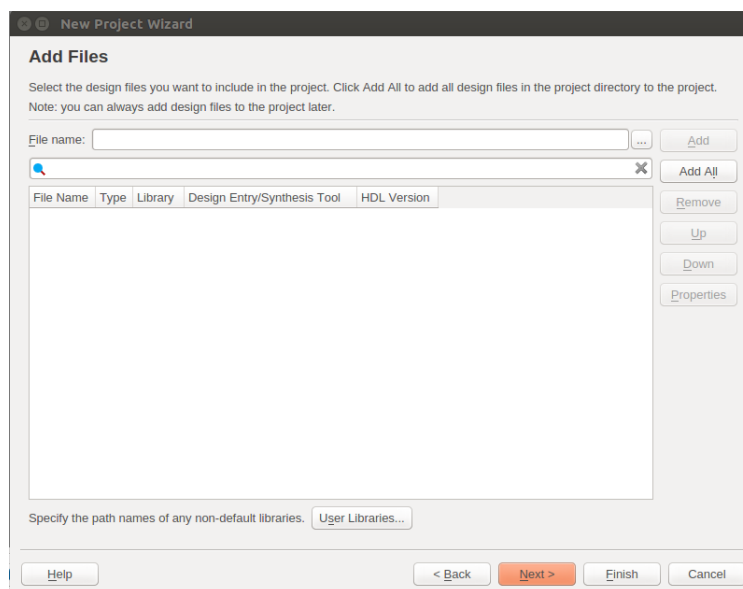 New Project Wizard
Add Files
Select the design files you want to include in the project. Click Add All to add all design files in the project directory to the project.
Note: you can always add design files to the project later.
File name: ... Add
Add All
File Name Type Library Design Entry/Synthesis Tool HDL Version
Remove
Up
Down
Properties
Specify the path names of any non-default libraries. User Libraries...
Help < Back Next > Finish Cancel